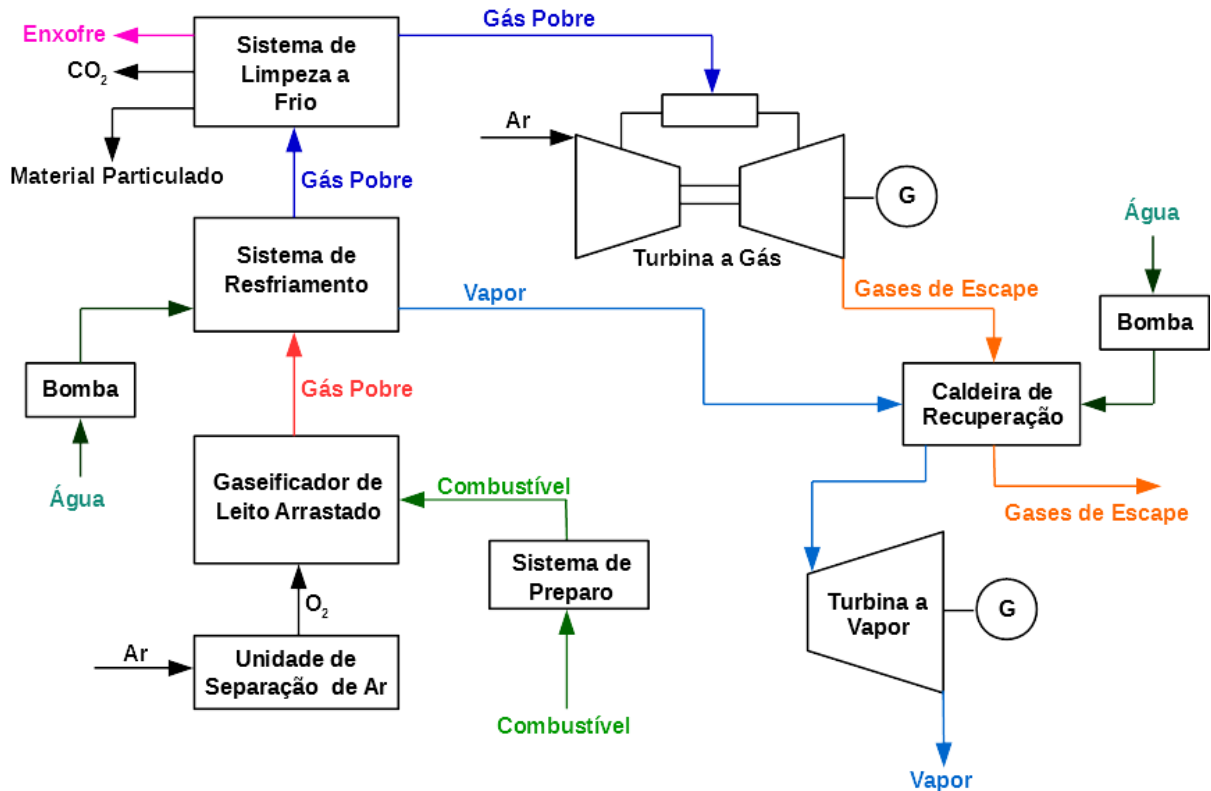 Gás Pobre
Enxofre
Sistema de
Limpeza a
Frio
CO2
Ar
Material Particulado
Gás Pobre
G
Água
Sistema de
Resfriamento
Turbina a Gás
Vapor
Gases de Escape
Bomba
Bomba
Gás Pobre
Caldeira de
Recuperação
Água
Gaseificador de
Leito Arrastado
Combustível
Gases de Escape
Sistema de
Preparo
O2
Turbina a
Vapor
G
Ar
Unidade de
Separação de Ar
Combustível
Vapor